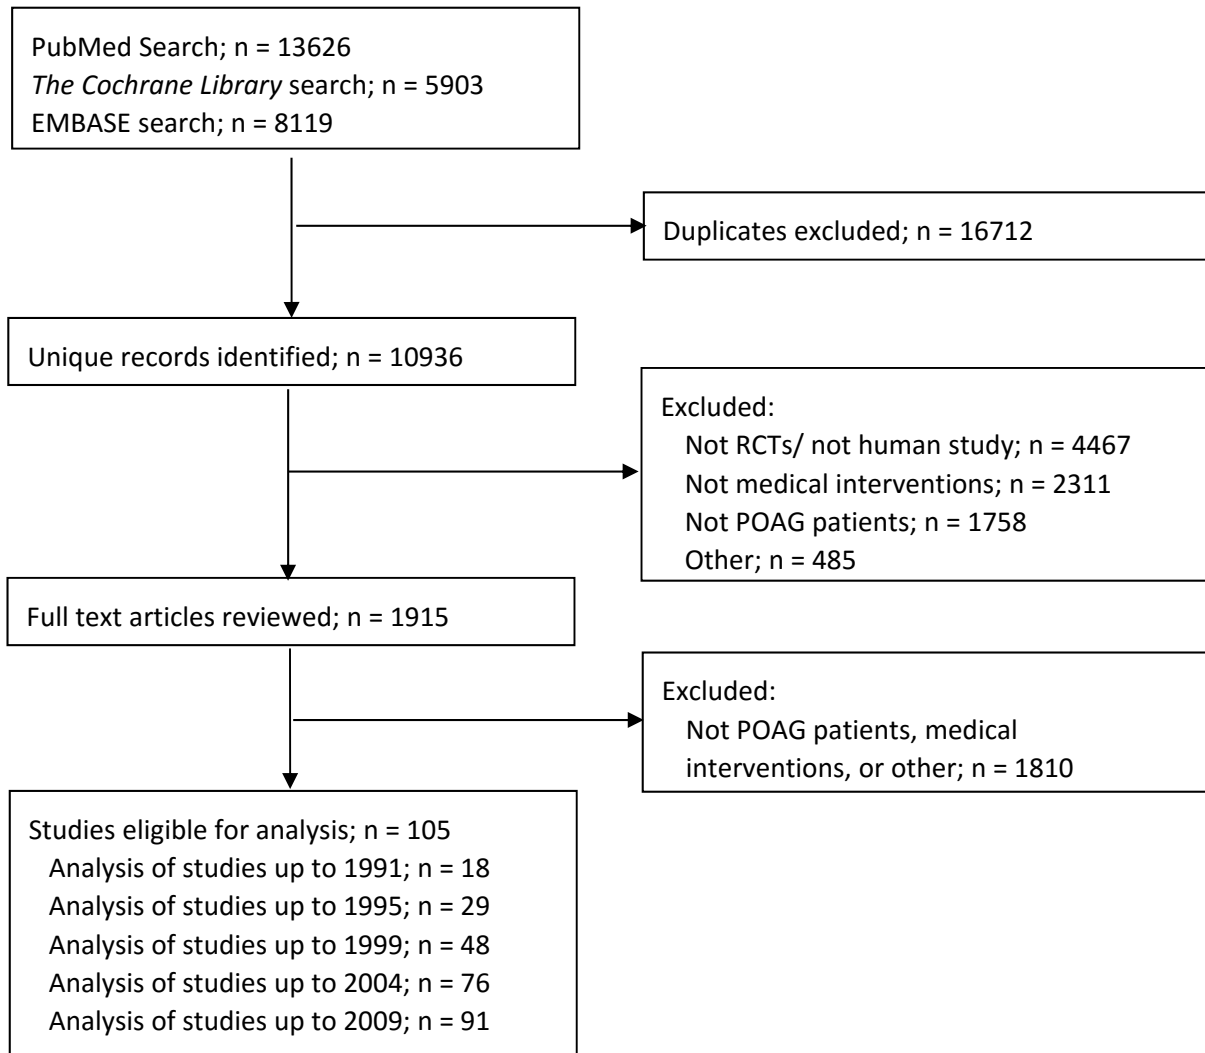 PubMed Search; n = 13626
The Cochrane Library search; n = 5903
EMBASE search; n = 8119
Duplicates excluded; n = 16712
Unique records identified; n = 10936
Excluded:
Not RCTs/ not human study; n = 4467
Not medical interventions; n = 2311
Not POAG patients; n = 1758
Other; n = 485
Full text articles reviewed; n = 1915
Excluded:
Not POAG patients, medical
interventions, or other; n = 1810
Studies eligible for analysis; n = 105
Analysis of studies up to 1991; n = 18
Analysis of studies up to 1995; n = 29
Analysis of studies up to 1999; n = 48
Analysis of studies up to 2004; n = 76
Analysis of studies up to 2009; n = 91